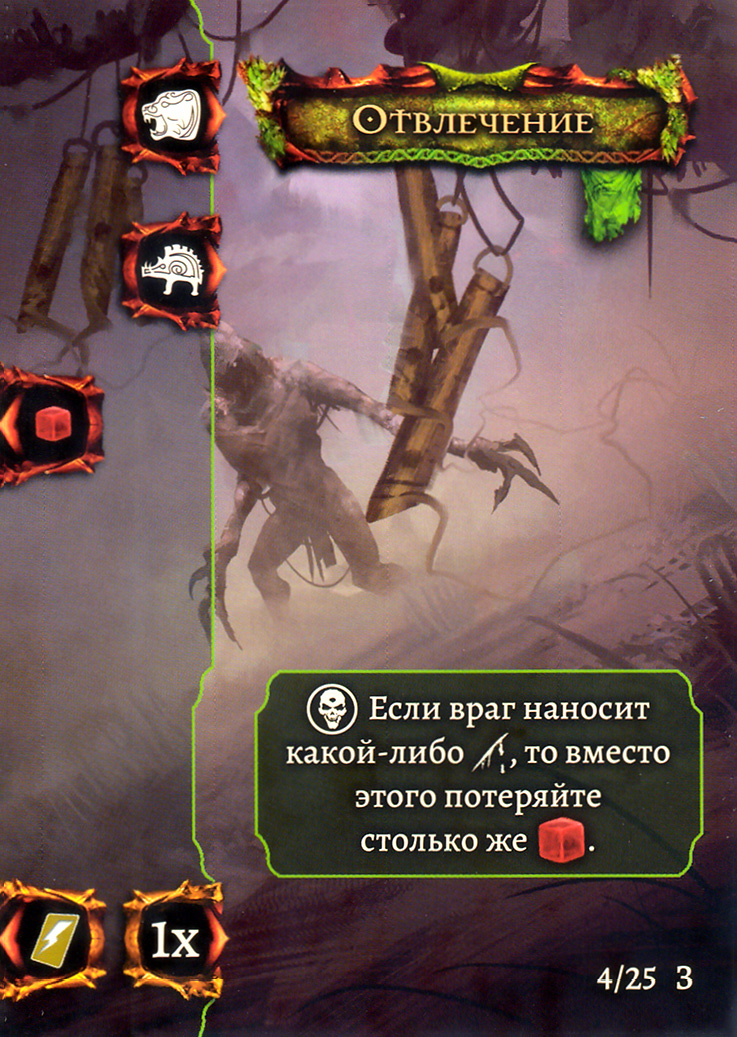 Отвлечение
Если враг наносит
какой-либо , то вместо
этого потеряйте
столько же .
1x
4/25 3